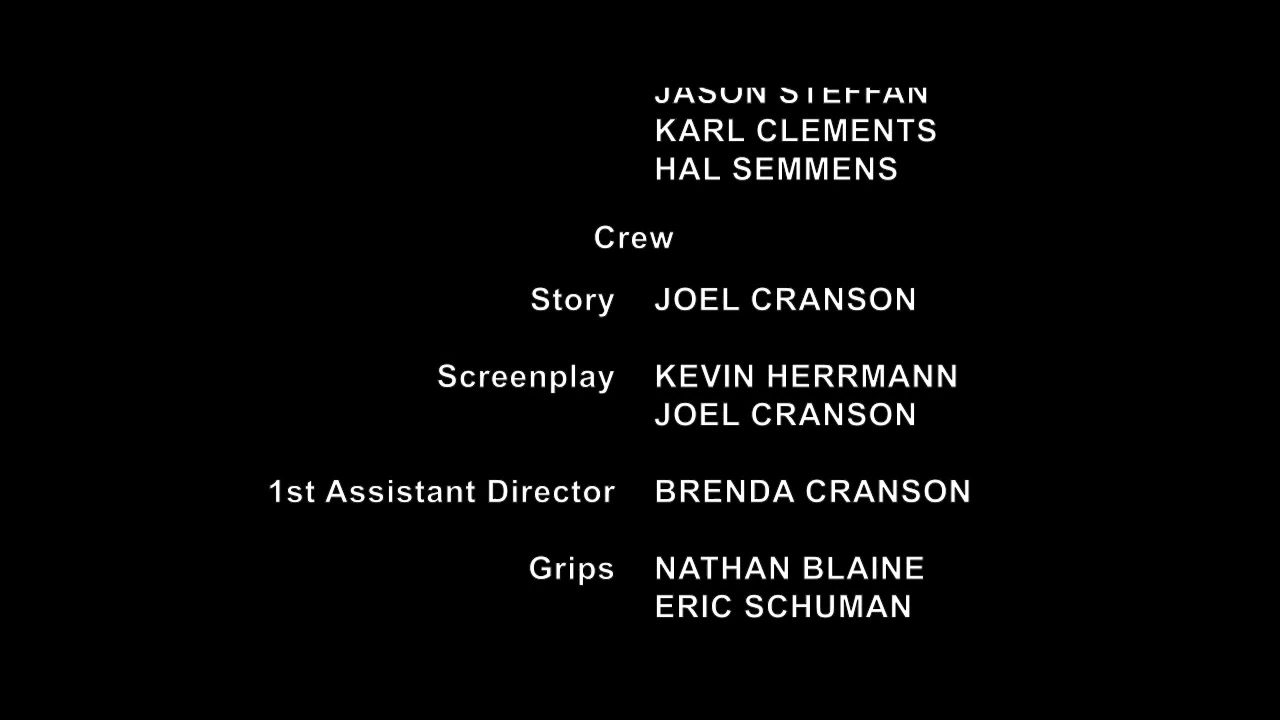 JASON STEFFAN
KARL CLEMENTS
HAL SEMMENS
Crew
Story JOEL CRANSON
Screenplay KEVIN HERRMANN
JOEL CRANSON
1st Assistant Director BRENDA CRANSON
Grips NATHAN BLAINE
ERIC SCHUMAN